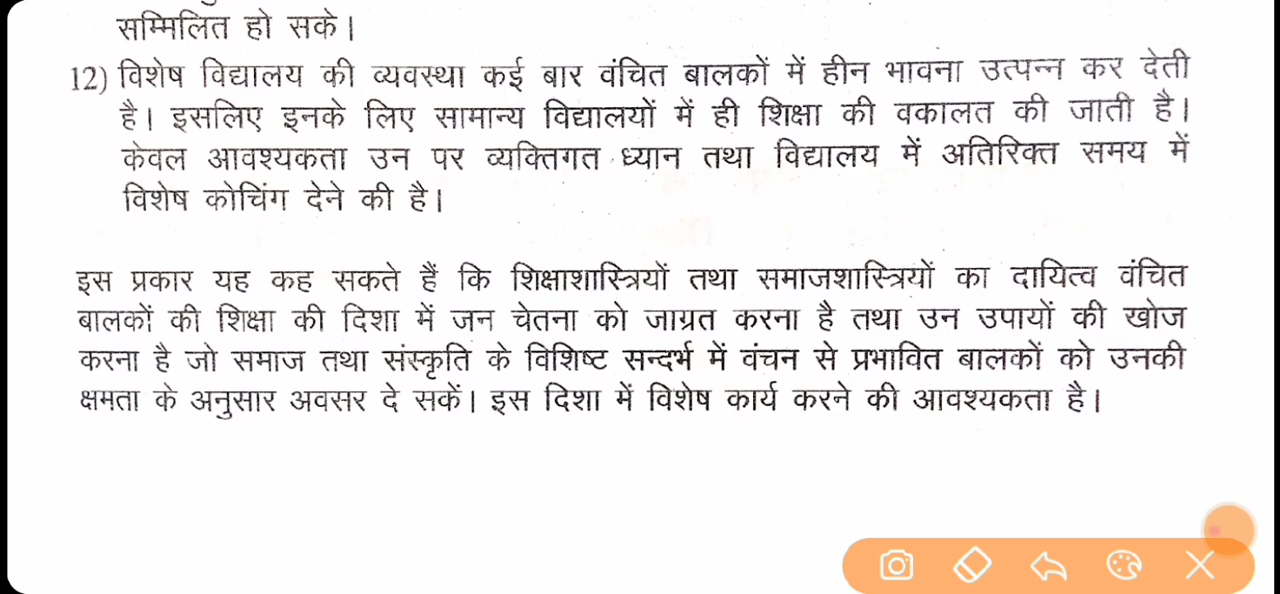 सम्मिलित हो सके।
12) विशेष विद्यालय की व्यवस्था कई बार वंचित बालकों में हीन भावना उत्पन्न कर देती
है। इसलिए इनके लिए सामान्य विद्यालयों में ही शिक्षा की वकालत की जाती है।
केवल आवश्यकता उन पर व्यक्तिगत ध्यान तथा विद्यालय में अतिरिक्त समय में
विशेष कोचिंग देने की है।
इस प्रकार यह कह सकते हैं कि शिक्षाशास्त्रियों तथा समाजशास्त्रियों का दायित्व वंचित
बालकों की शिक्षा की दिशा में जन चेतना को जाग्रत करना है तथा उन उपायों की खोज
करना है जो समाज तथा संस्कृति के विशिष्ट सन्दर्भ में वंचन से प्रभावित बालकों को उनकी
क्षमता के अनुसार अवसर दे सकें। इस दिशा में विशेष कार्य करने की आवश्यकता है।